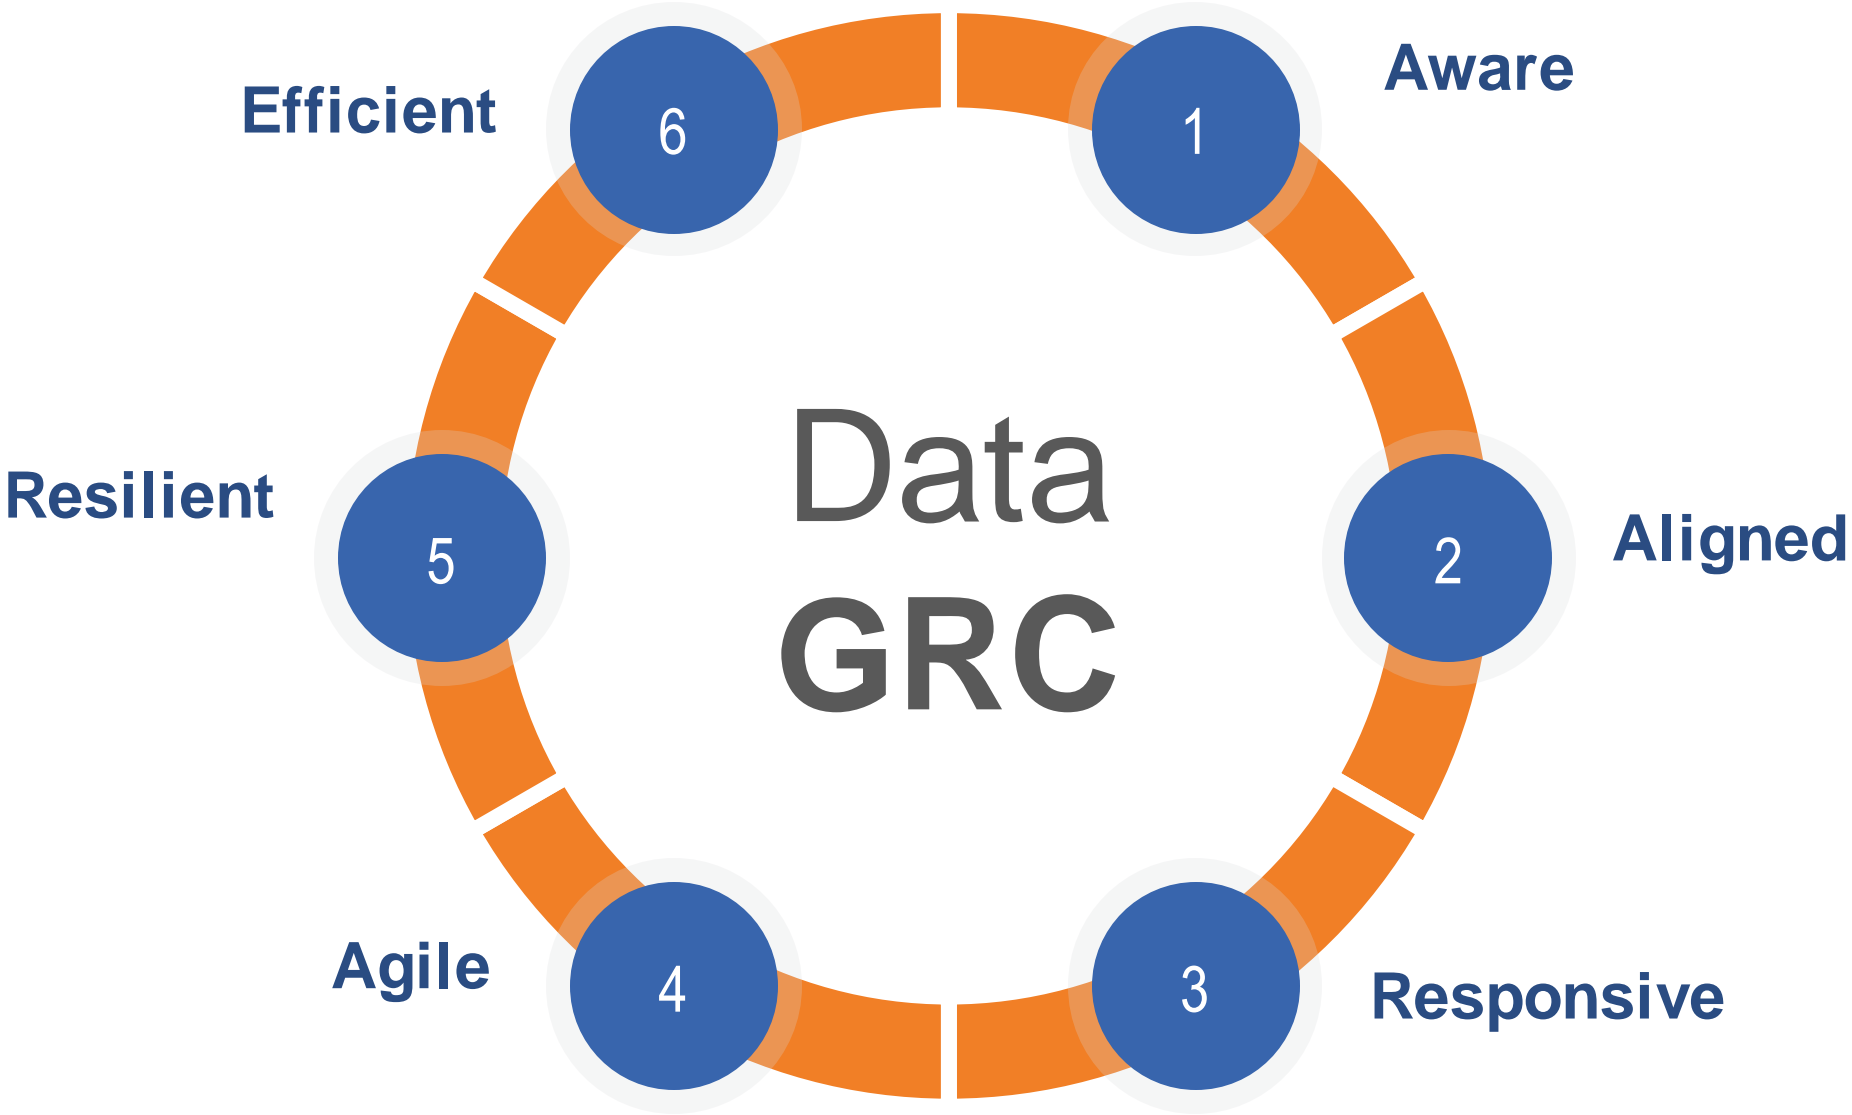 Data
GRC
1
Aware
2
Aligned
3
Responsive
4
Agile
5
Resilient
6
Efficient